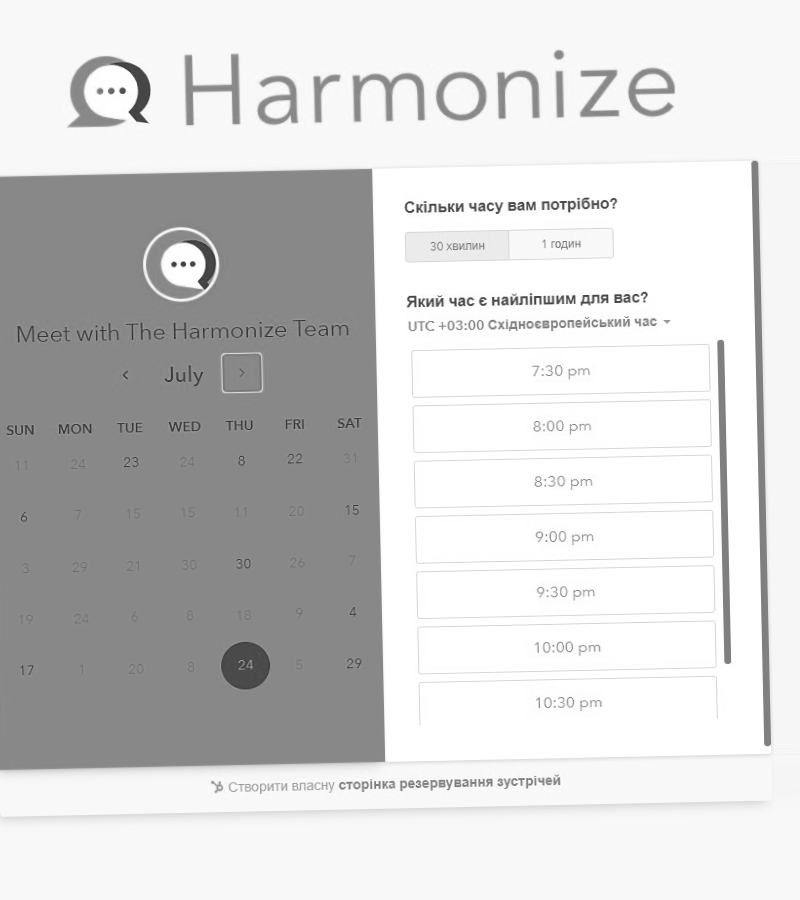 Harmonize
Meet with The Harmonize Team
July
SUN MON TUE WED THU FRI SAT
11 24 23 24 8 22 31
6 7 15 15 11 20 15
3 29 21 30 30 26 7
19 24 6 8 18 9 4
17 1 20 8 24 5 29
Скільки часу вам потрібно?
30 хвилин 1 годин
Який час є найліпшим для вас?
UTC +03:00 Східноєвропейський час
7:30 pm
8:00 pm
8:30 pm
9:00 pm
9:30 pm
10:00 pm
10:30 pm
Створити власну сторінка резервування зустрічей